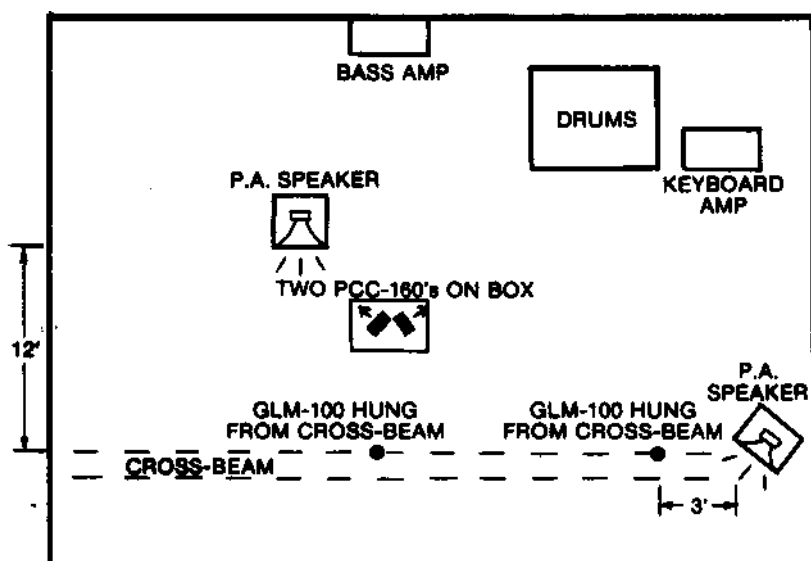 BASS AMP
DRUMS
KEYBOARD
AMP
P.A. SPEAKER
TWO PCC-160's ON BOX
12'
P.A.
SPEAKER
GLM-100 HUNG
FROM CROSS-BEAM
GLM-100 HUNG
FROM CROSS-BEAM
CROSS-BEAM
3'